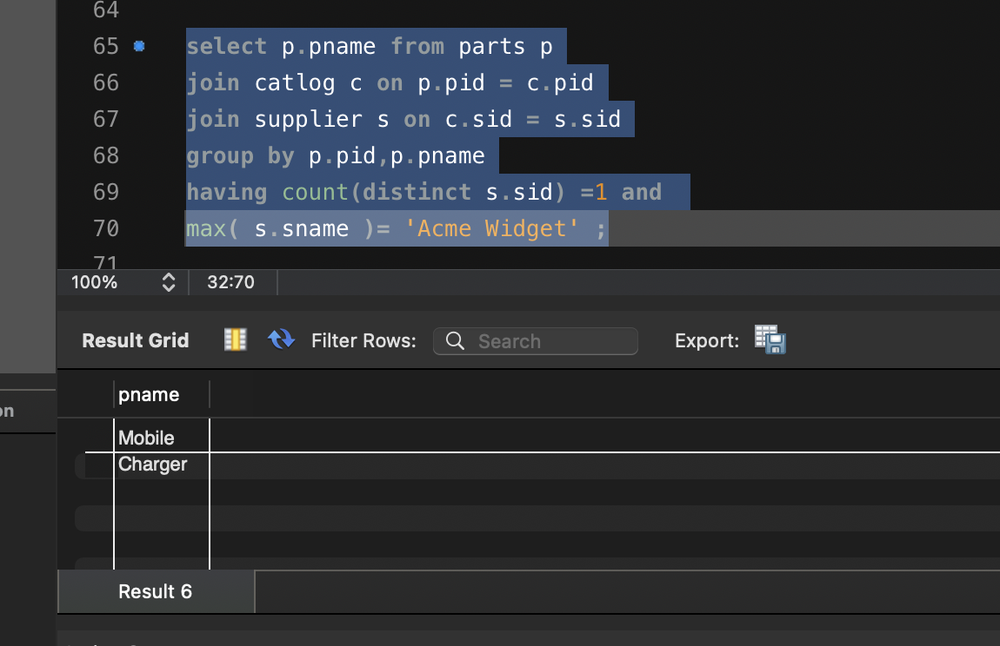 64
65 select p.pname from parts p
66 join catlog c on p.pid = c.pid
67 join supplier s on c.sid = s.sid
68 group by p.pid,p.pname
69 having count(distinct s.sid) =1 and
70 max( s.sname )= 'Acme Widget' ;
71
100% 32:70
Result Grid Filter Rows: Search Export:
pname
on
Mobile
Charger
Result 6